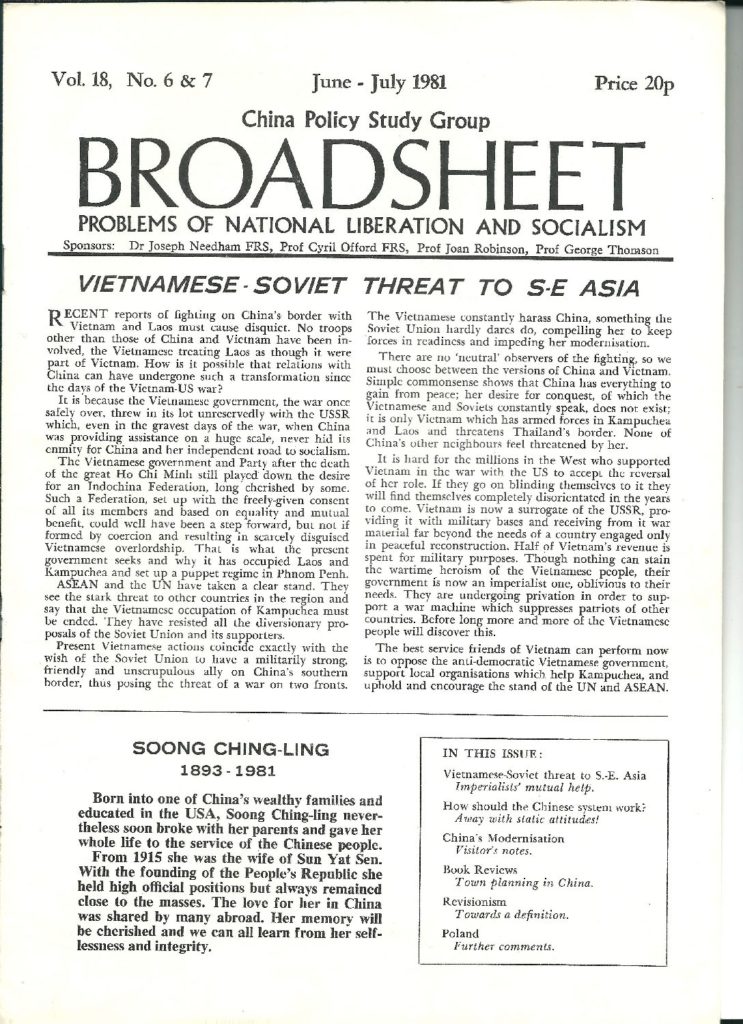 Vol. 18, No. 6 & 7 June - July 1981 Price 20p
China Policy Study Group
BROADSHEET
PROBLEMS OF NATIONAL LIBERATION AND SOCIALISM
Sponsors: Dr Joseph Needham FRS, Prof Cyril Offord FRS, Prof Joan Robinson, Prof George Thomson
VIETNAMESE-SOVIET THREAT TO S-E ASIA
RECENT reports of fighting on China's border with
Vietnam and Laos must cause disquiet. No troops
other than those of China and Vietnam have been in-
volved, the Vietnamese treating Laos as though it were
part of Vietnam. How is it possible that relations with
China can have undergone such a transformation since
the days of the Vietnam-US war?
It is because the Vietnamese government, the war once
safely over, threw in its lot unreservedly with the USSR
which, even in the gravest days of the war, when China
was providing assistance on a huge scale, never hid its
enmity for China and her independent road to socialism.
The Vietnamese government and Party after the death
of the great Ho Chi Minh still played down the desire
for an Indochina Federation, long cherished by some.
Such a Federation, set up with the freely-given consent
of all its members and based on equality and mutual
benefit, could well have been a step forward, but not if
formed by coercion and resulting in scarcely disguised
Vietnamese overlordship. That is what the present
government seeks and why it has occupied Laos and
Kampuchea and set up a puppet regime in Phnom Penh.
ASEAN and the UN have taken a clear stand. They
see the stark threat to other countries in the region and
say that the Vietnamese occupation of Kampuchea must
be ended. They have resisted all the diversionary pro-
posals of the Soviet Union and its supporters.
Present Vietnamese actions coincide exactly with the
wish of the Soviet Union to have a militarily strong,
friendly and unscrupulous ally on China's southern
border, thus posing the threat of a war on two fronts.
The Vietnamese constantly harass China, something the
Soviet Union hardly dares do, compelling her to keep
forces in readiness and impeding her modernisation.
There are no 'neutral' observers of the fighting, so we
must choose between the versions of China and Vietnam.
Simple commonsense shows that China has everything to
gain from peace; her desire for conquest, of which the
Vietnamese and Soviets constantly speak, does not exist;
it is only Vietnam which has armed forces in Kampuchea
and Laos and threatens Thailand's border. None of
China's other neighbours feel threatened by her.
It is hard for the millions in the West who supported
Vietnam in the war with the US to accept the reversal
of her role. If they go on blinding themselves to it they
will find themselves completely disorientated in the years
to come. Vietnam is now a surrogate of the USSR, pro-
viding it with military bases and receiving from it war
material far beyond the needs of a country engaged only
in peaceful reconstruction. Half of Vietnam's revenue is
spent for military purposes. Though nothing can stain
the wartime heroism of the Vietnamese people, their
government is now an imperialist one, oblivious to their
needs. They are undergoing privation in order to sup-
port a war machine which suppresses patriots of other
countries. Before long more and more of the Vietnamese
people will discover this.
The best service friends of Vietnam can perform now
is to oppose the anti-democratic Vietnamese government,
support local organisations which help Kampuchea, and
uphold and encourage the stand of the UN and ASEAN.
SOONG CHING-LING
1893-1981
Born into one of China's wealthy families and
educated in the USA, Soong Ching-ling never-
theless soon broke with her parents and gave her
whole life to the service of the Chinese people.
From 1915 she was the wife of Sun Yat Sen.
With the founding of the People's Republic she
held high official positions but always remained
close to the masses. The love for her in China
was shared by many abroad. Her memory will
be cherished and we can all learn from her self-
lessness and integrity.
IN THIS ISSUE:
Vietnamese-Soviet threat to S.-E. Asia
Imperialists' mutual help.
How should the Chinese system work?
Away with static attitudes!
China's Modernisation
Visitor's notes.
Book Reviews
Town planning in China.
Revisionism
Towards a definition.
Poland
Further comments.